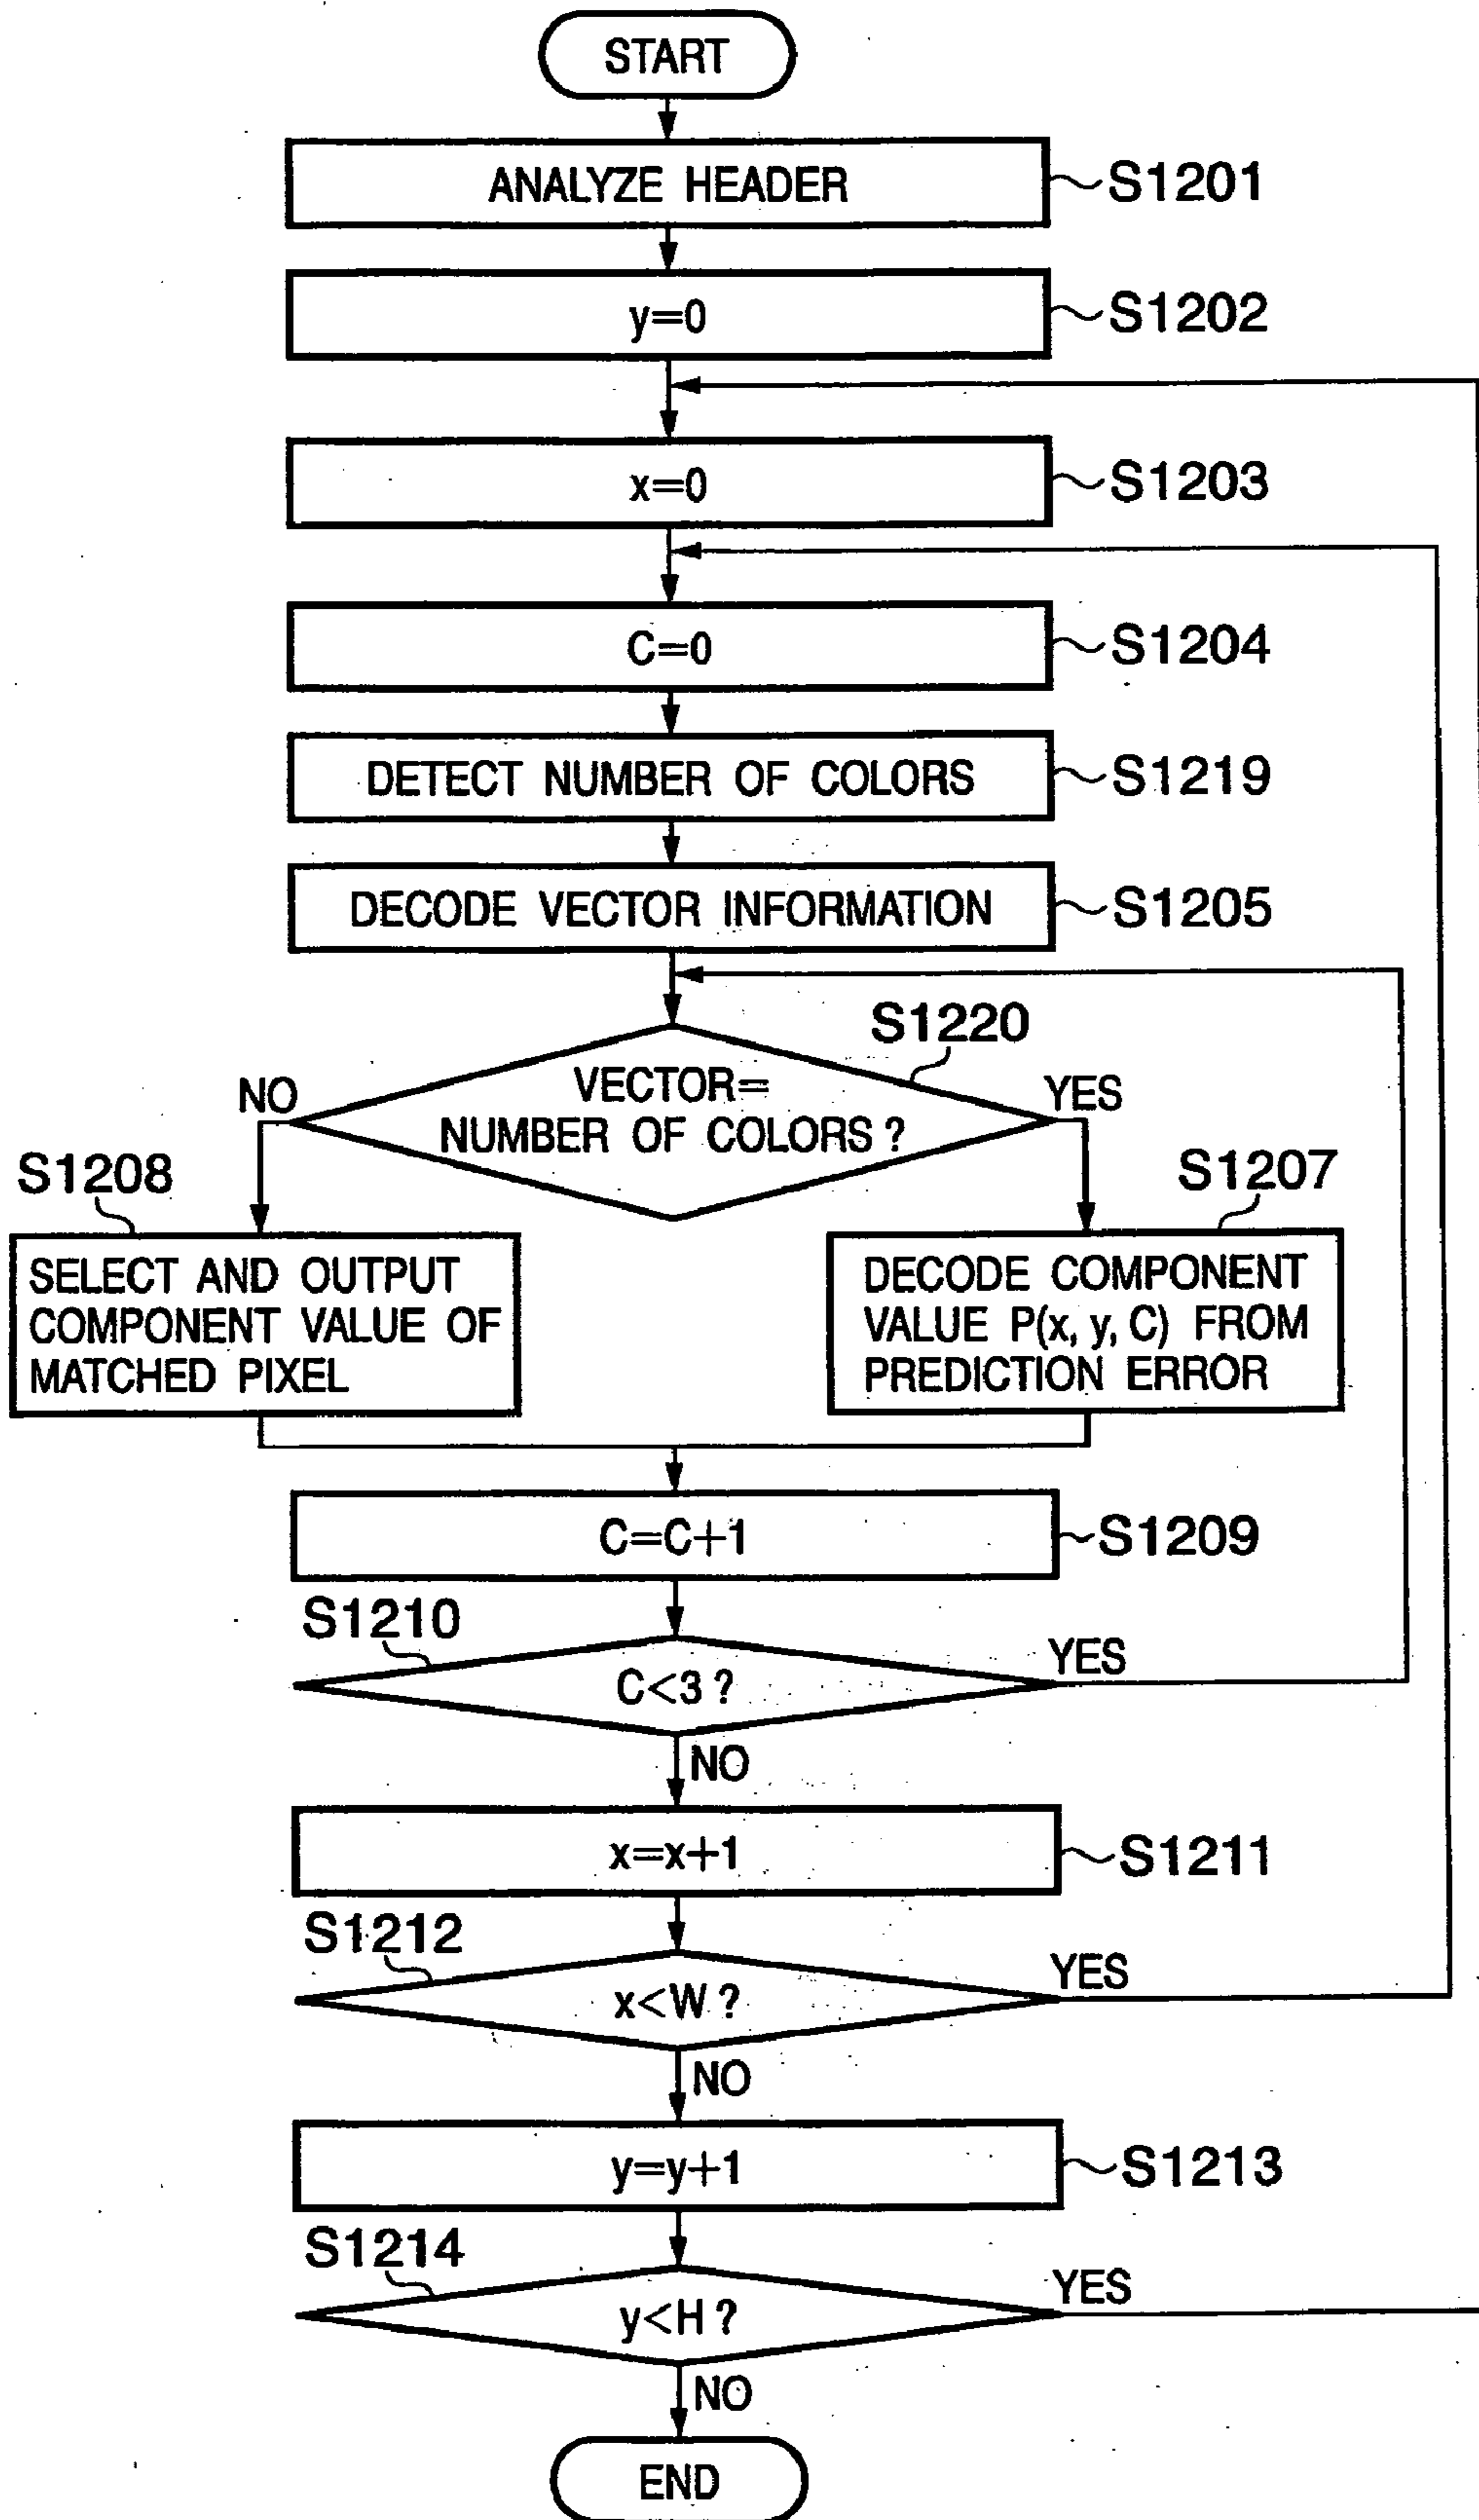 START
ANALYZE HEADER
S1201
y=0
S1202
x=0
S1203
C=0
S1204
DETECT NUMBER OF COLORS
S1219
DECODE VECTOR INFORMATION
S1205
S1220
VECTOR=
NUMBER OF COLORS?
NO
YES
S1208
S1207
SELECT AND OUTPUT
COMPONENT VALUE OF
MATCHED PIXEL
DECODE COMPONENT
VALUE P(x, y, C) FROM
PREDICTION ERROR
C=C+1
S1209
S1210
C<3?
YES
NO
x=x+1
S1211
S1212
x<W?
YES
NO
y=y+1
S1213
S1214
y<H?
YES
NO
END